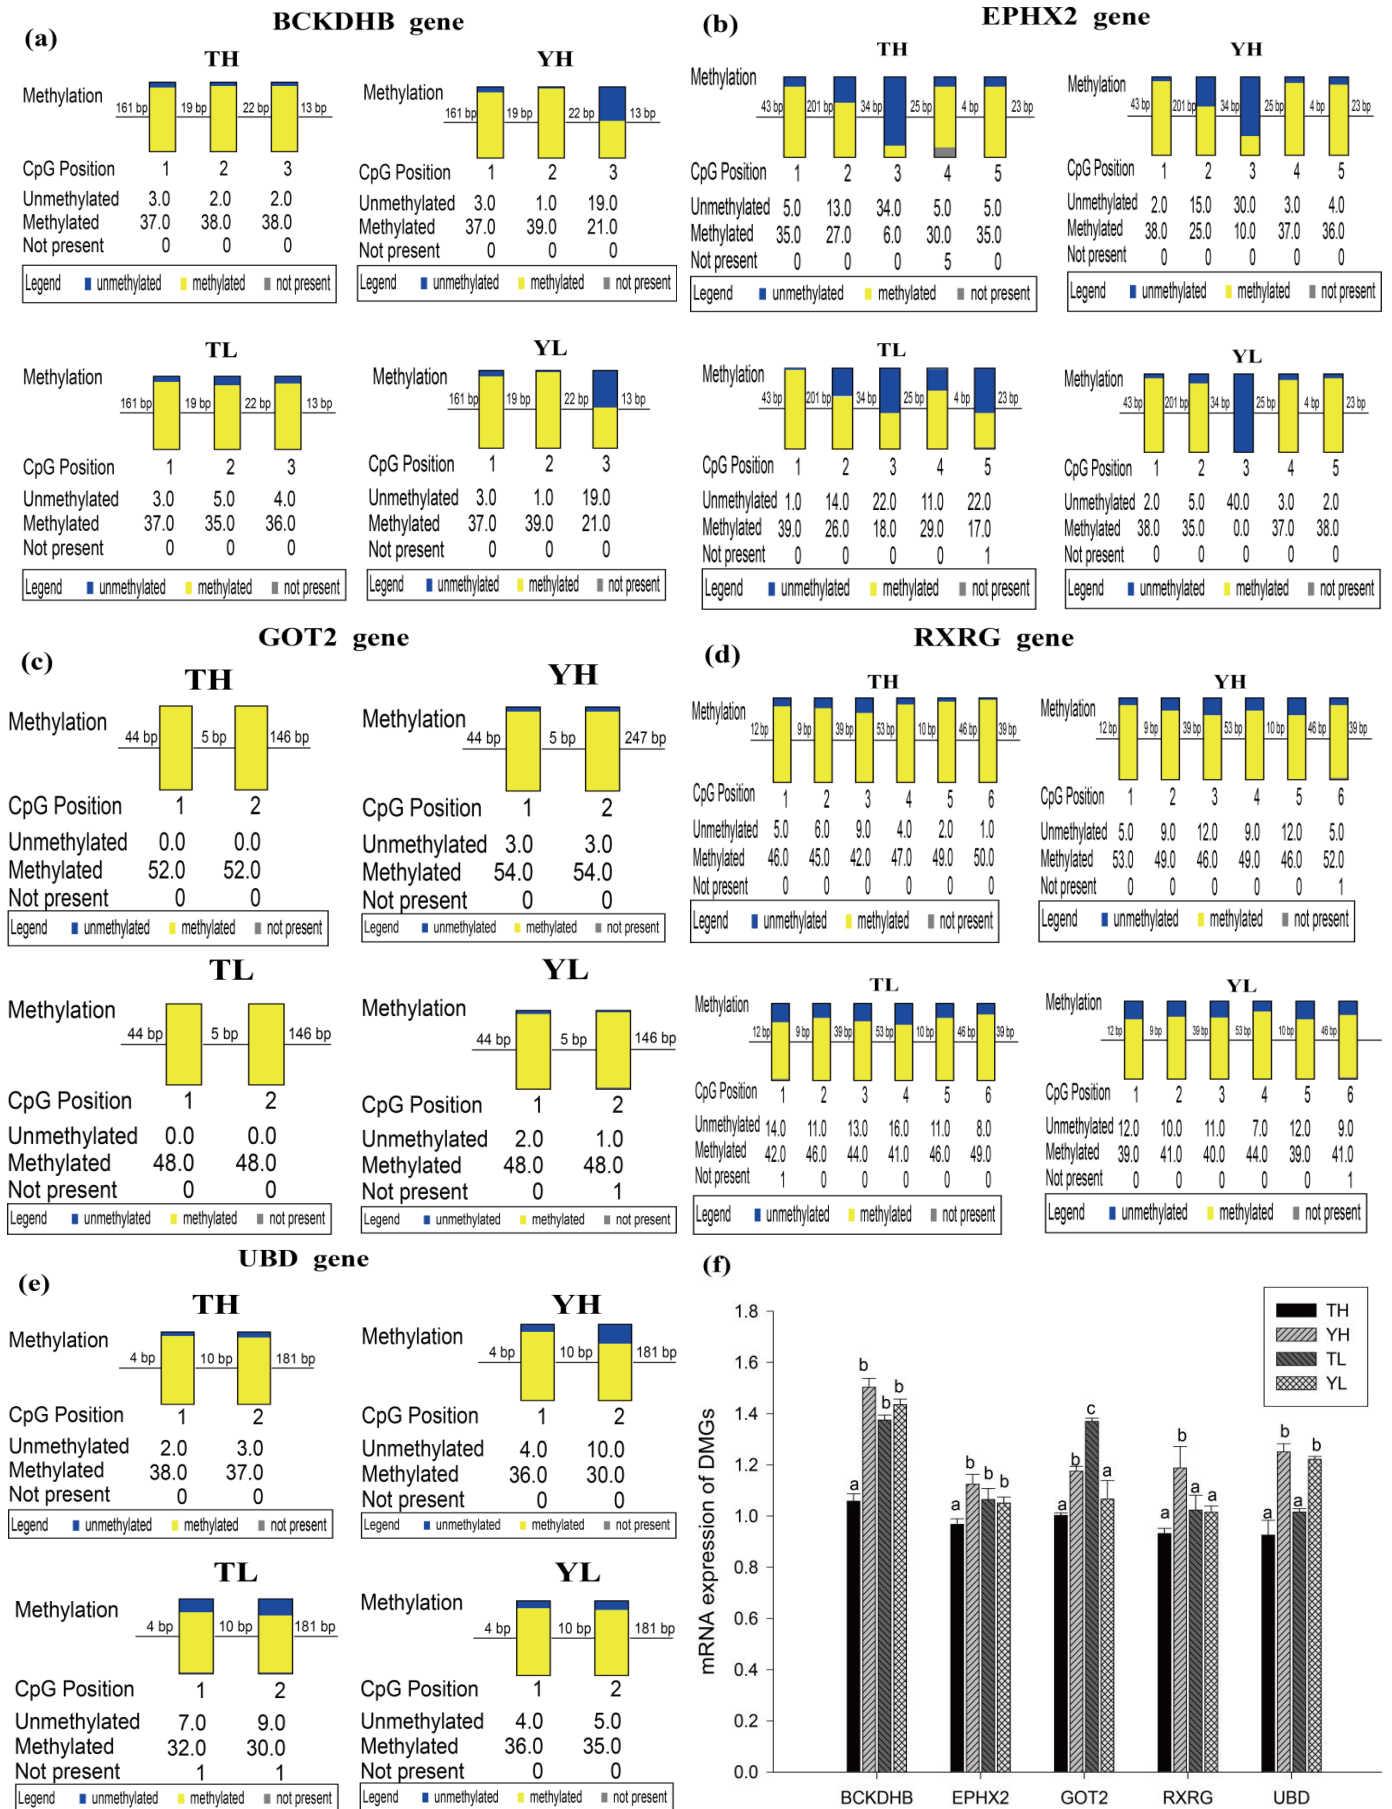 (a)
BCKDHB gene
TH
Methylation
161 bp 19 bp 22 bp 13 bp
CpG Position 1 2 3
Unmethylated 3.0 2.0 2.0
Methylated 37.0 38.0 38.0
Not present 0 0 0
Legend unmethylated methylated not present
YH
Methylation
161 bp 19 bp 22 bp 13 bp
CpG Position 1 2 3
Unmethylated 3.0 1.0 19.0
Methylated 37.0 39.0 21.0
Not present 0 0 0
Legend unmethylated methylated not present
TL
Methylation
161 bp 19 bp 22 bp 13 bp
CpG Position 1 2 3
Unmethylated 3.0 5.0 4.0
Methylated 37.0 35.0 36.0
Not present 0 0 0
Legend unmethylated methylated not present
YL
Methylation
161 bp 19 bp 22 bp 13 bp
CpG Position 1 2 3
Unmethylated 3.0 1.0 19.0
Methylated 37.0 39.0 21.0
Not present 0 0 0
Legend unmethylated methylated not present
(b)
EPHX2 gene
TH
Methylation
43 bp 201 bp 34 bp 25 bp 4 bp 23 bp
CpG Position 1 2 3 4 5
Unmethylated 5.0 13.0 34.0 5.0 5.0
Methylated 35.0 27.0 6.0 30.0 35.0
Not present 0 0 0 5 0
Legend unmethylated methylated not present
YH
Methylation
43 bp 201 bp 34 bp 25 bp 4 bp 23 bp
CpG Position 1 2 3 4 5
Unmethylated 2.0 15.0 30.0 3.0 4.0
Methylated 38.0 25.0 10.0 37.0 36.0
Not present 0 0 0 0 0
Legend unmethylated methylated not present
TL
Methylation
43 bp 201 bp 34 bp 25 bp 4 bp 23 bp
CpG Position 1 2 3 4 5
Unmethylated 1.0 14.0 22.0 11.0 22.0
Methylated 39.0 26.0 18.0 29.0 17.0
Not present 0 0 0 0 1
Legend unmethylated methylated not present
YL
Methylation
43 bp 201 bp 34 bp 25 bp 4 bp 23 bp
CpG Position 1 2 3 4 5
Unmethylated 2.0 5.0 40.0 3.0 2.0
Methylated 38.0 35.0 0.0 37.0 38.0
Not present 0 0 0 0 0
Legend unmethylated methylated not present
(c)
GOT2 gene
TH
Methylation
44 bp 5 bp 146 bp
CpG Position 1 2
Unmethylated 0.0 0.0
Methylated 52.0 52.0
Not present 0 0
Legend unmethylated methylated not present
YH
Methylation
44 bp 5 bp 247 bp
CpG Position 1 2
Unmethylated 3.0 3.0
Methylated 54.0 54.0
Not present 0 0
Legend unmethylated methylated not present
TL
Methylation
44 bp 5 bp 146 bp
CpG Position 1 2
Unmethylated 0.0 0.0
Methylated 48.0 48.0
Not present 0 0
Legend unmethylated methylated not present
YL
Methylation
44 bp 5 bp 146 bp
CpG Position 1 2
Unmethylated 2.0 1.0
Methylated 48.0 48.0
Not present 0 1
Legend unmethylated methylated not present
(d)
RXRG gene
TH
Methylation
12 bp 9 bp 39 bp 53 bp 10 bp 46 bp 39 bp
CpG Position 1 2 3 4 5 6
Unmethylated 5.0 6.0 9.0 4.0 2.0 1.0
Methylated 46.0 45.0 42.0 47.0 49.0 50.0
Not present 0 0 0 0 0 0
Legend unmethylated methylated not present
YH
Methylation
12 bp 9 bp 39 bp 53 bp 10 bp 46 bp 39 bp
CpG Position 1 2 3 4 5 6
Unmethylated 5.0 9.0 12.0 9.0 12.0 5.0
Methylated 53.0 49.0 46.0 49.0 46.0 52.0
Not present 0 0 0 0 0 1
Legend unmethylated methylated not present
TL
Methylation
12 bp 9 bp 39 bp 53 bp 10 bp 46 bp 39 bp
CpG Position 1 2 3 4 5 6
Unmethylated 14.0 11.0 13.0 16.0 11.0 8.0
Methylated 42.0 46.0 44.0 41.0 46.0 49.0
Not present 1 0 0 0 0 0
Legend unmethylated methylated not present
YL
Methylation
12 bp 9 bp 39 bp 53 bp 10 bp 46 bp
CpG Position 1 2 3 4 5 6
Unmethylated 12.0 10.0 11.0 7.0 12.0 9.0
Methylated 39.0 41.0 40.0 44.0 39.0 41.0
Not present 0 0 0 0 0 1
Legend unmethylated methylated not present
(e)
UBD gene
TH
Methylation
4 bp 10 bp 181 bp
CpG Position 1 2
Unmethylated 2.0 3.0
Methylated 38.0 37.0
Not present 0 0
Legend unmethylated methylated not present
YH
Methylation
4 bp 10 bp 181 bp
CpG Position 1 2
Unmethylated 4.0 10.0
Methylated 36.0 30.0
Not present 0 0
Legend unmethylated methylated not present
TL
Methylation
4 bp 10 bp 181 bp
CpG Position 1 2
Unmethylated 7.0 9.0
Methylated 32.0 30.0
Not present 1 1
Legend unmethylated methylated not present
YL
Methylation
4 bp 10 bp 181 bp
CpG Position 1 2
Unmethylated 4.0 5.0
Methylated 36.0 35.0
Not present 0 0
Legend unmethylated methylated not present
(f)
mRNA expression of DMGs
1.8
1.6
1.4
1.2
1.0
0.8
0.6
0.4
0.2
0.0
TH
YH
TL
YL
a b b b
a b b b
a b c a
a b a a
a b a b
BCKDHB EPHX2 GOT2 RXRG UBD